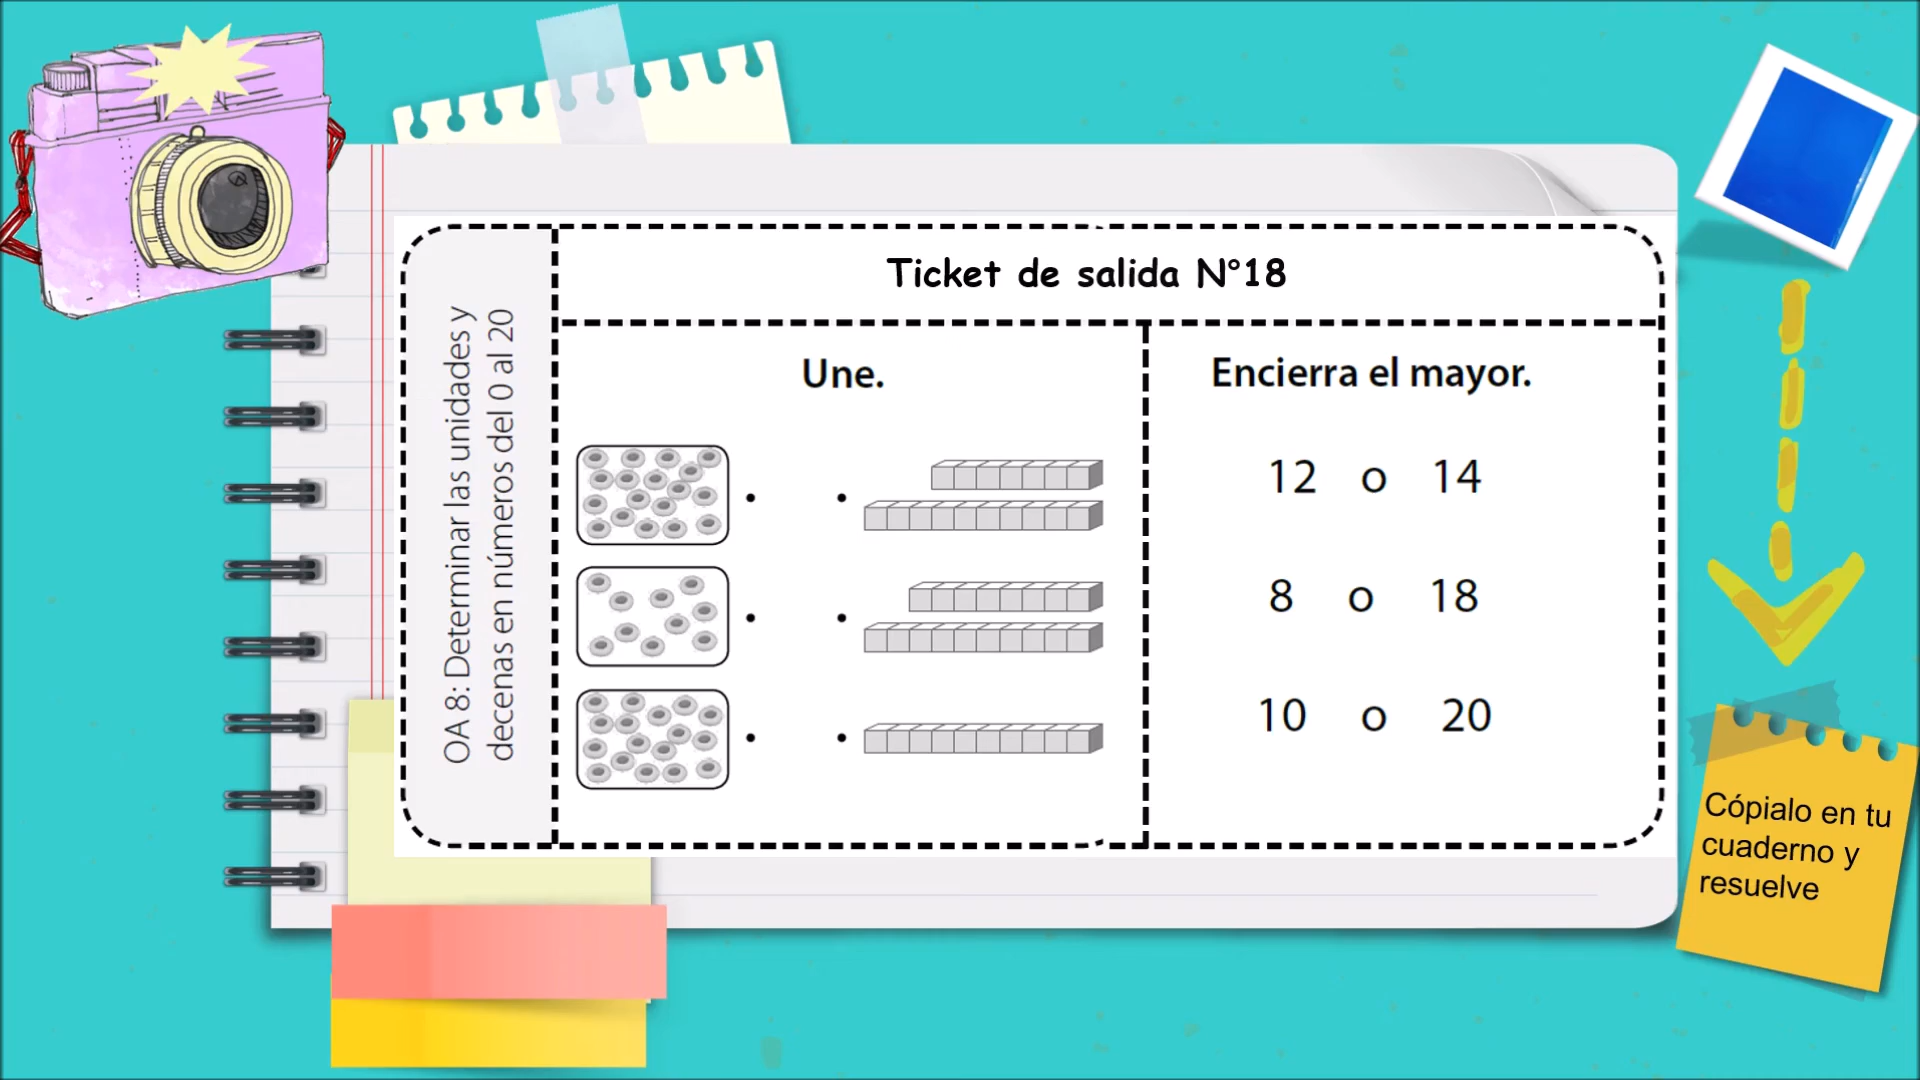 Ticket de salida N°18
OA 8: Determinar las unidades y
decenas en números del 0 al 20
Une.
Encierra el mayor.
12 o 14
8 o 18
10 o 20
Cópialo en tu
cuaderno y
resuelve